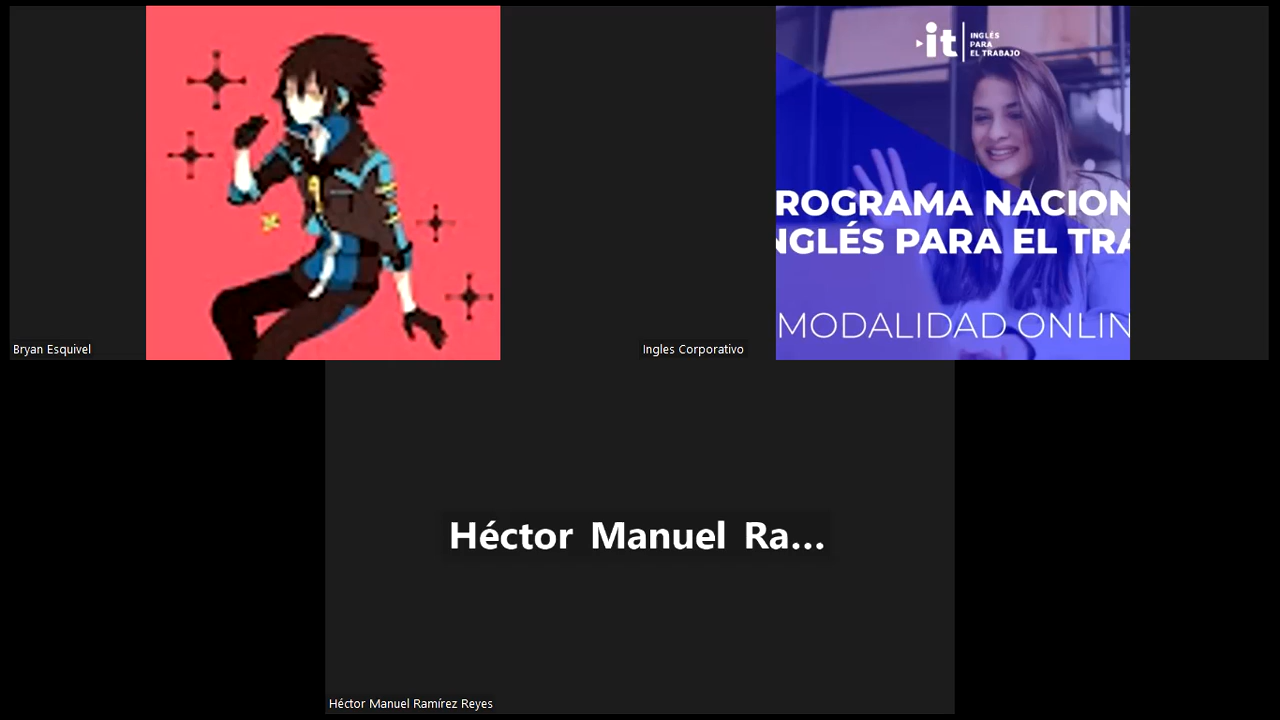 it
INGLÉS
PARA
EL TRABAJO
ROGRAMA NACION
NGLÉS PARA EL TRA
MODALIDAD ONLIN
Bryan Esquivel
Ingles Corporativo
Héctor Manuel Ra...
Héctor Manuel Ramírez Reyes